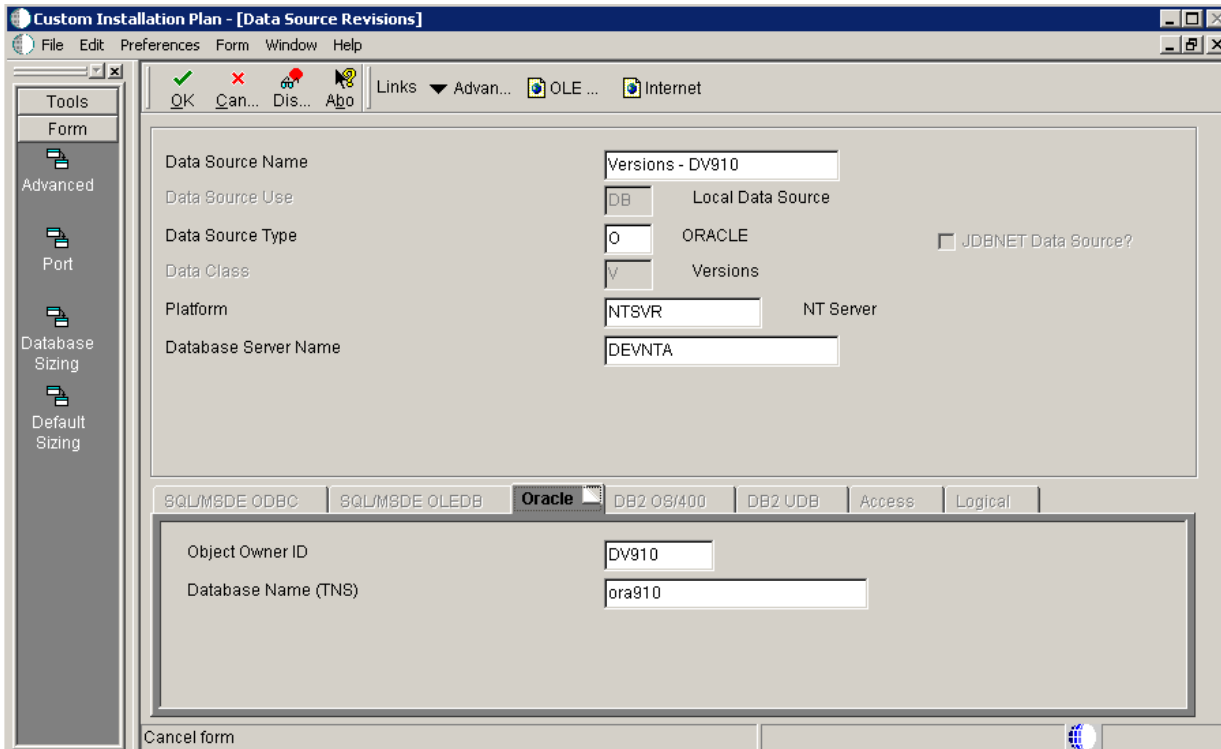 Custom Installation Plan - [Data Source Revisions]
File Edit Preferences Form Window Help
Tools
Form
Advanced
Port
Database
Sizing
Default
Sizing
OK Can... Dis... Abo Links Advan... OLE ... Internet
Data Source Name Versions - DV910
Data Source Use DB Local Data Source
Data Source Type O ORACLE JDBNET Data Source?
Data Class V Versions
Platform NTSVR NT Server
Database Server Name DEVNTA
SQL/MSDE ODBC SQL/MSDE OLEDB Oracle DB2 OS/400 DB2 UDB Access Logical
Object Owner ID DV910
Database Name (TNS) ora910
Cancel form